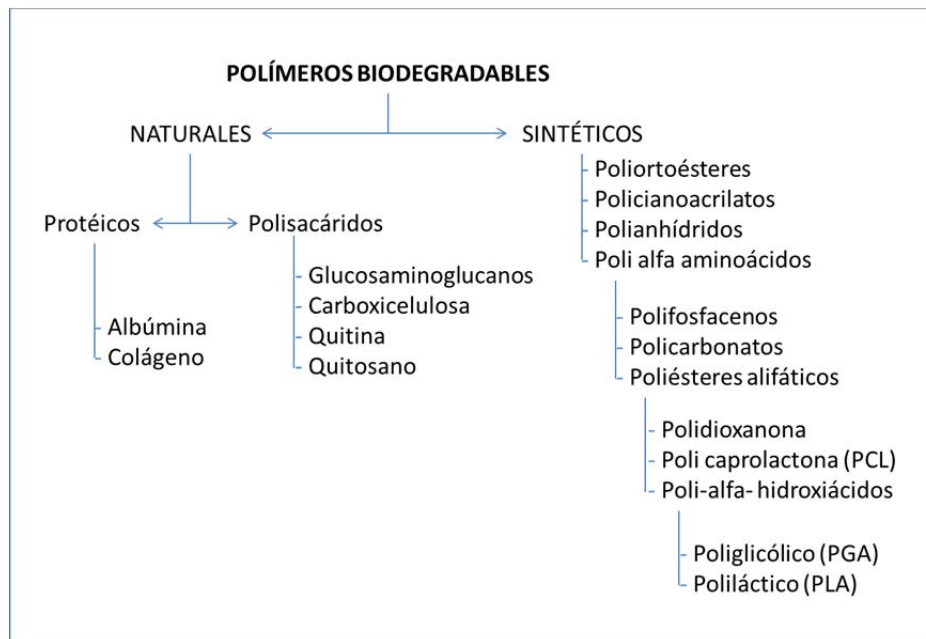 POLÍMEROS BIODEGRADABLES
NATURALES
SINTÉTICOS
Protéicos
Polisacáridos
Albúmina
Colágeno
Glucosaminoglucanos
Carboxicelulosa
Quitina
Quitosano
Poliortoésteres
Policianoacrilatos
Polianhídridos
Poli alfa aminoácidos
Polifosfacenos
Policarbonatos
Poliésteres alifáticos
Polidioxanona
Poli caprolactona (PCL)
Poli-alfa- hidroxiácidos
Poliglicólico (PGA)
Poliláctico (PLA)